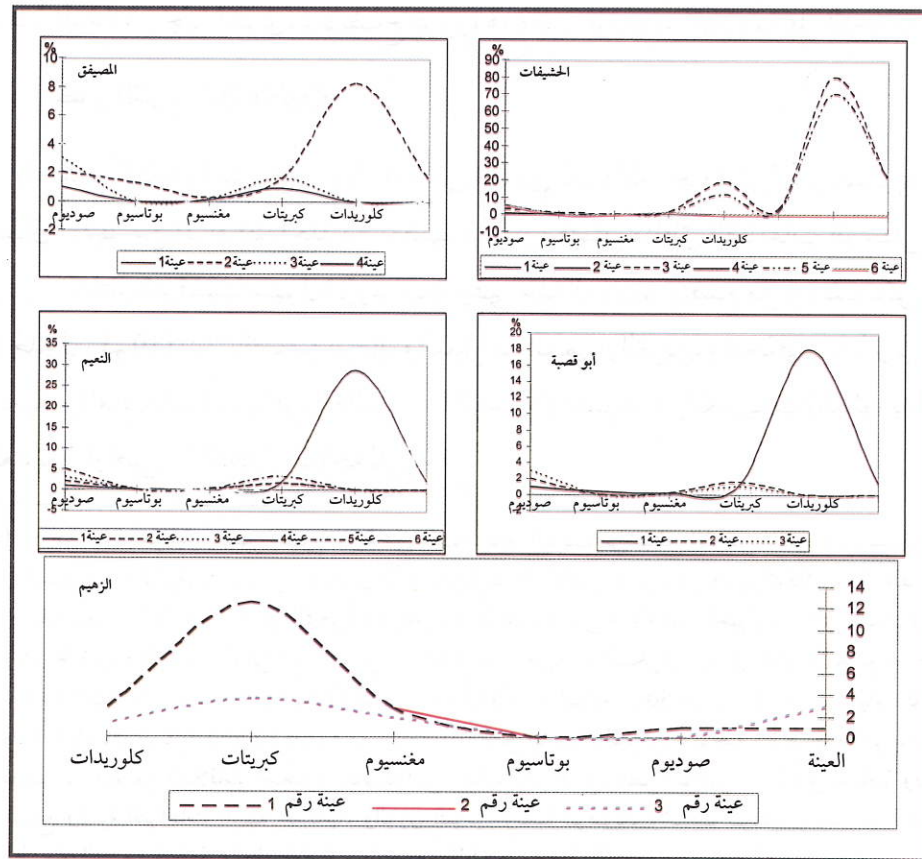 المصيفق
%
10
8
6
4
2
0
-2
صوديوم
بوتاسيوم
مغنسيوم
كبريتات
كلوريدات
عينة1 عينة2 عينة3 عينة4
الحشيفات
%
90
80
70
60
50
40
30
20
10
0
-10
صوديوم
بوتاسيوم
مغنسيوم
كبريتات
كلوريدات
عينة 1 عينة 2 عينة 3 عينة 4 عينة 5 عينة 6
النعيم
%
35
30
25
20
15
10
5
0
-5
صوديوم
بوتاسيوم
مغنسيوم
كبريتات
كلوريدات
عينة1 عينة 2 عينة 3 عينة4 عينة5 عينة 6
أبو قصبة
%
20
18
16
14
12
10
8
6
4
2
0
صوديوم
بوتاسيوم
مغنسيوم
كبريتات
كلوريدات
عينة 1 عينة 2 عينة3
الزهيم
14
12
10
8
6
4
2
0
العينة
صوديوم
بوتاسيوم
مغنسيوم
كبريتات
كلوريدات
عينة رقم 1 عينة رقم 2 عينة رقم 3